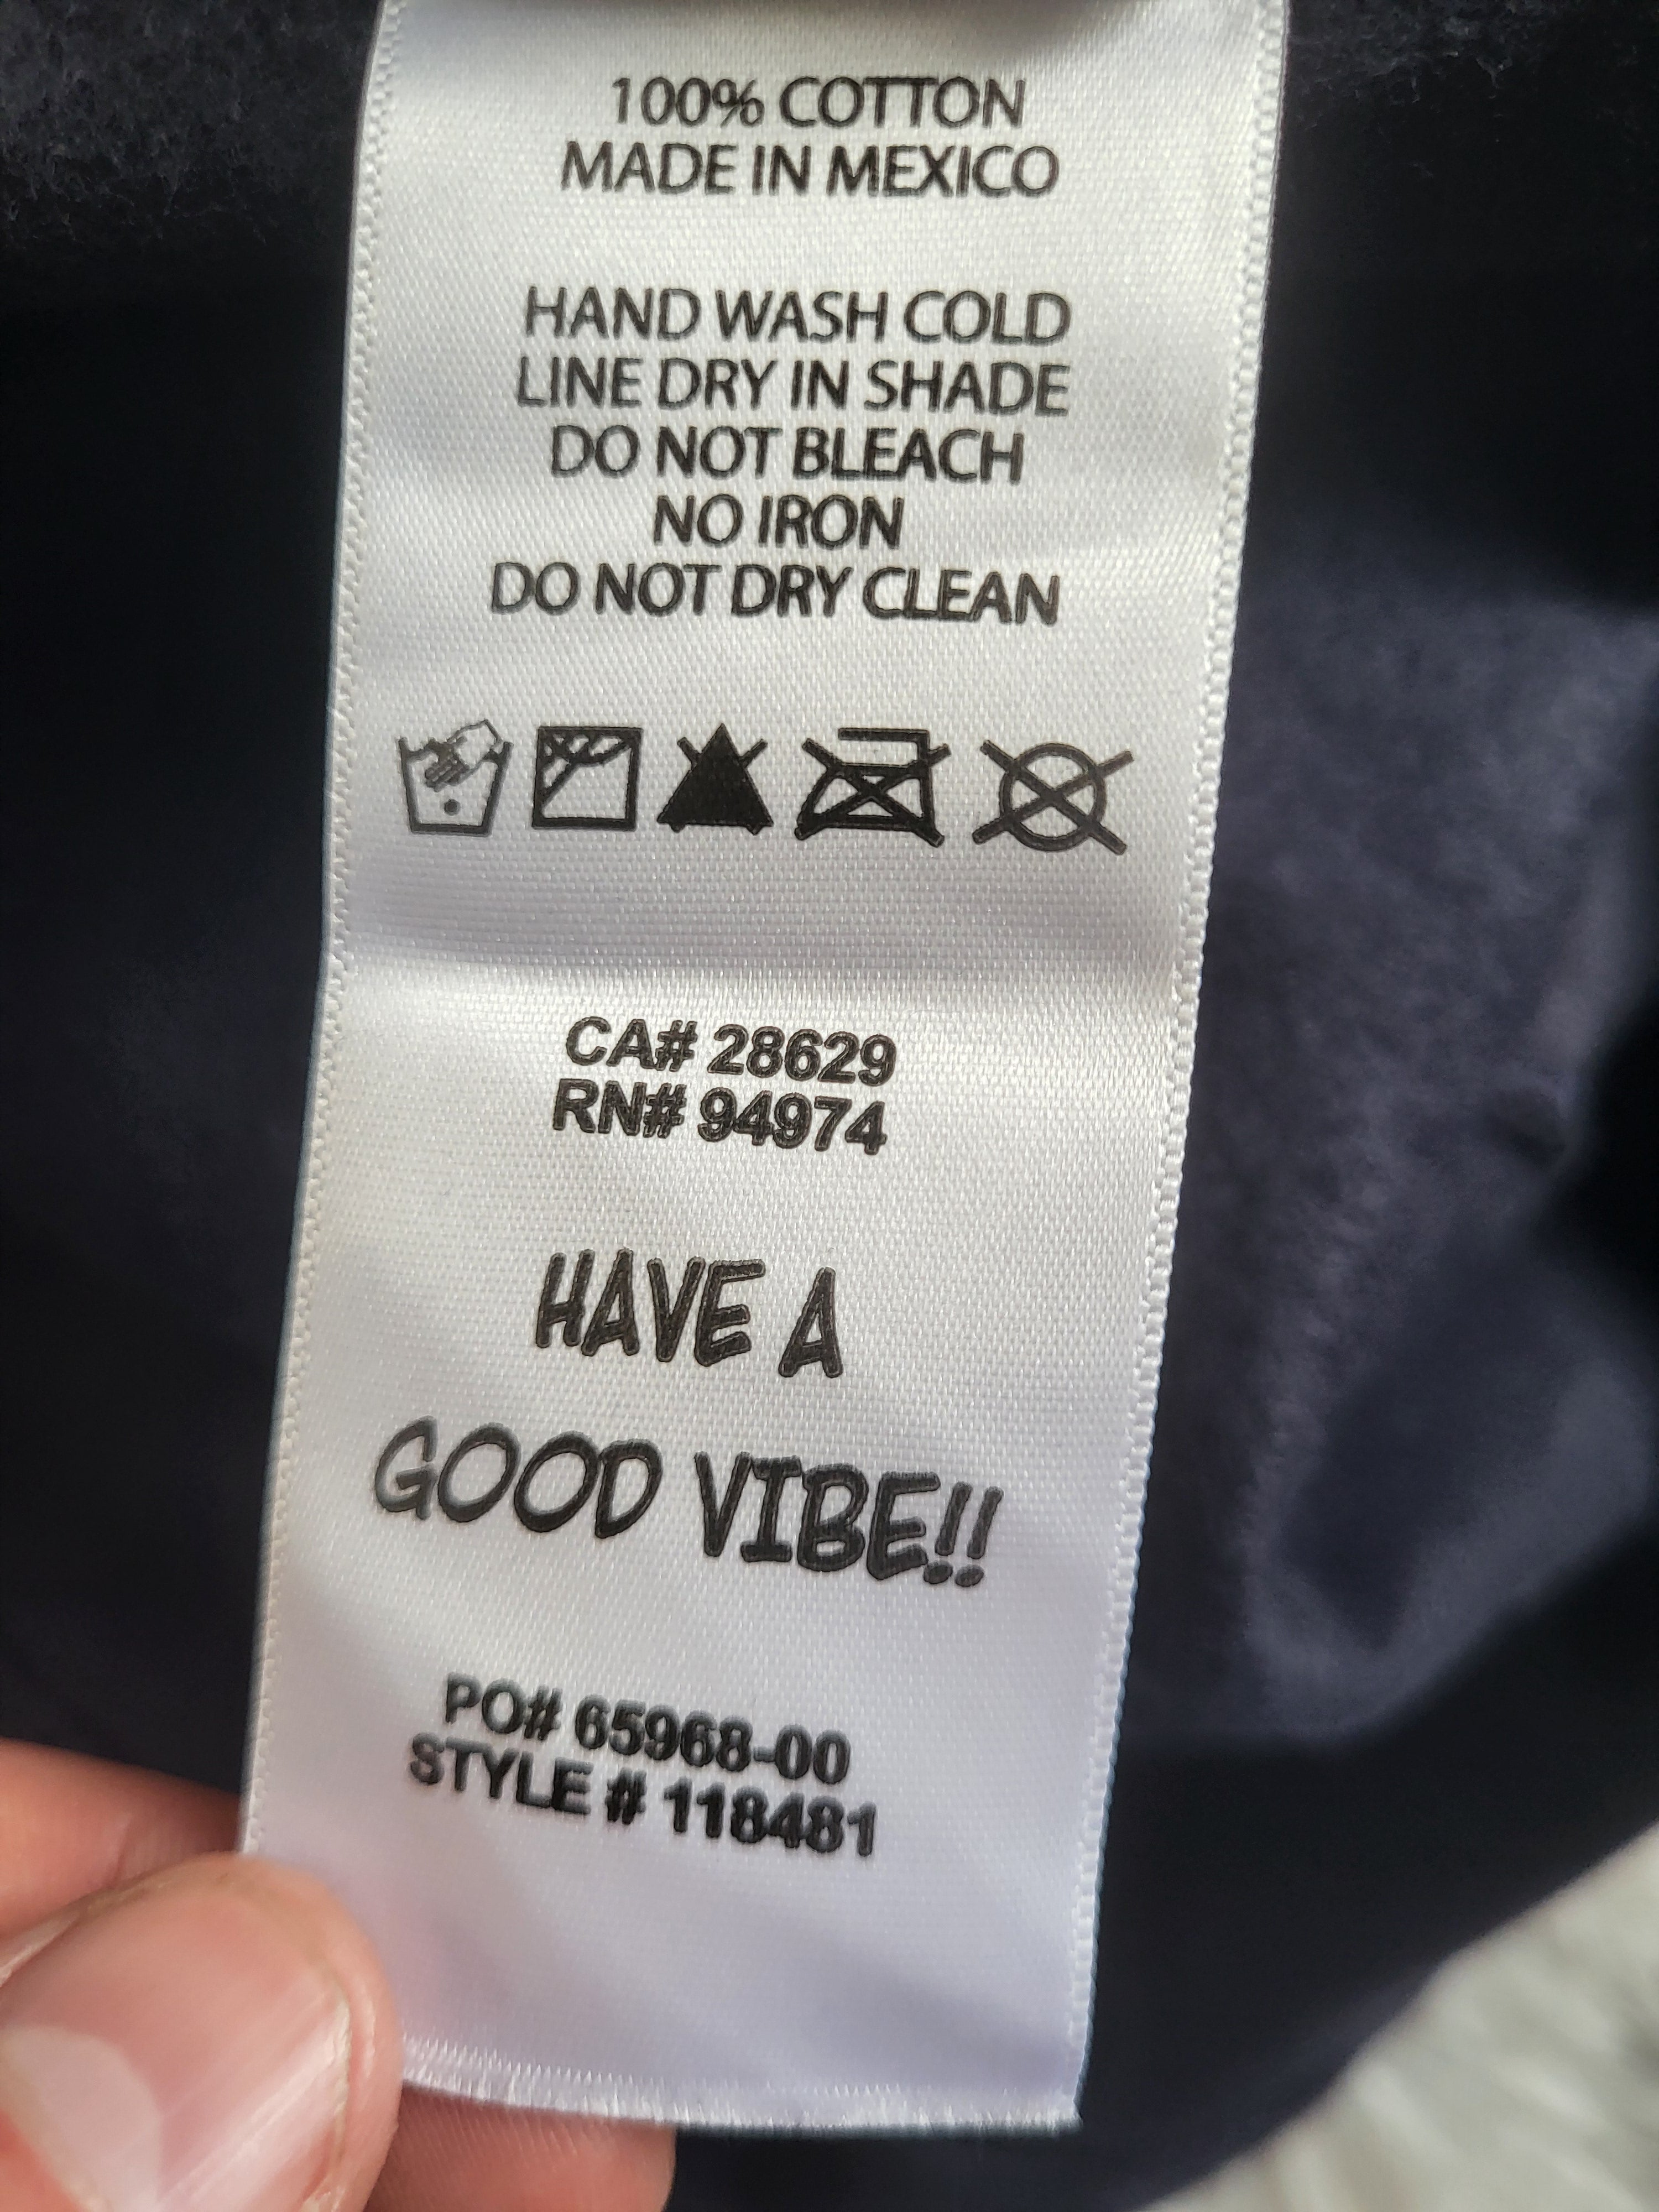 100% COTTON
MADE IN MEXICO
HAND WASH COLD
LINE DRY IN SHADE
DO NOT BLEACH
NO IRON
DO NOT DRY CLEAN
CA# 28629
RN# 94974
HAVE A
GOOD VIBE!!
PO# 65968-00
STYLE # 118481